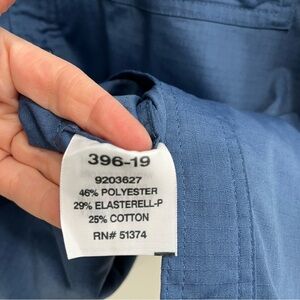 396-19
9203627
46% POLYESTER
29% ELASTERELL-P
25% COTTON
RN# 51374